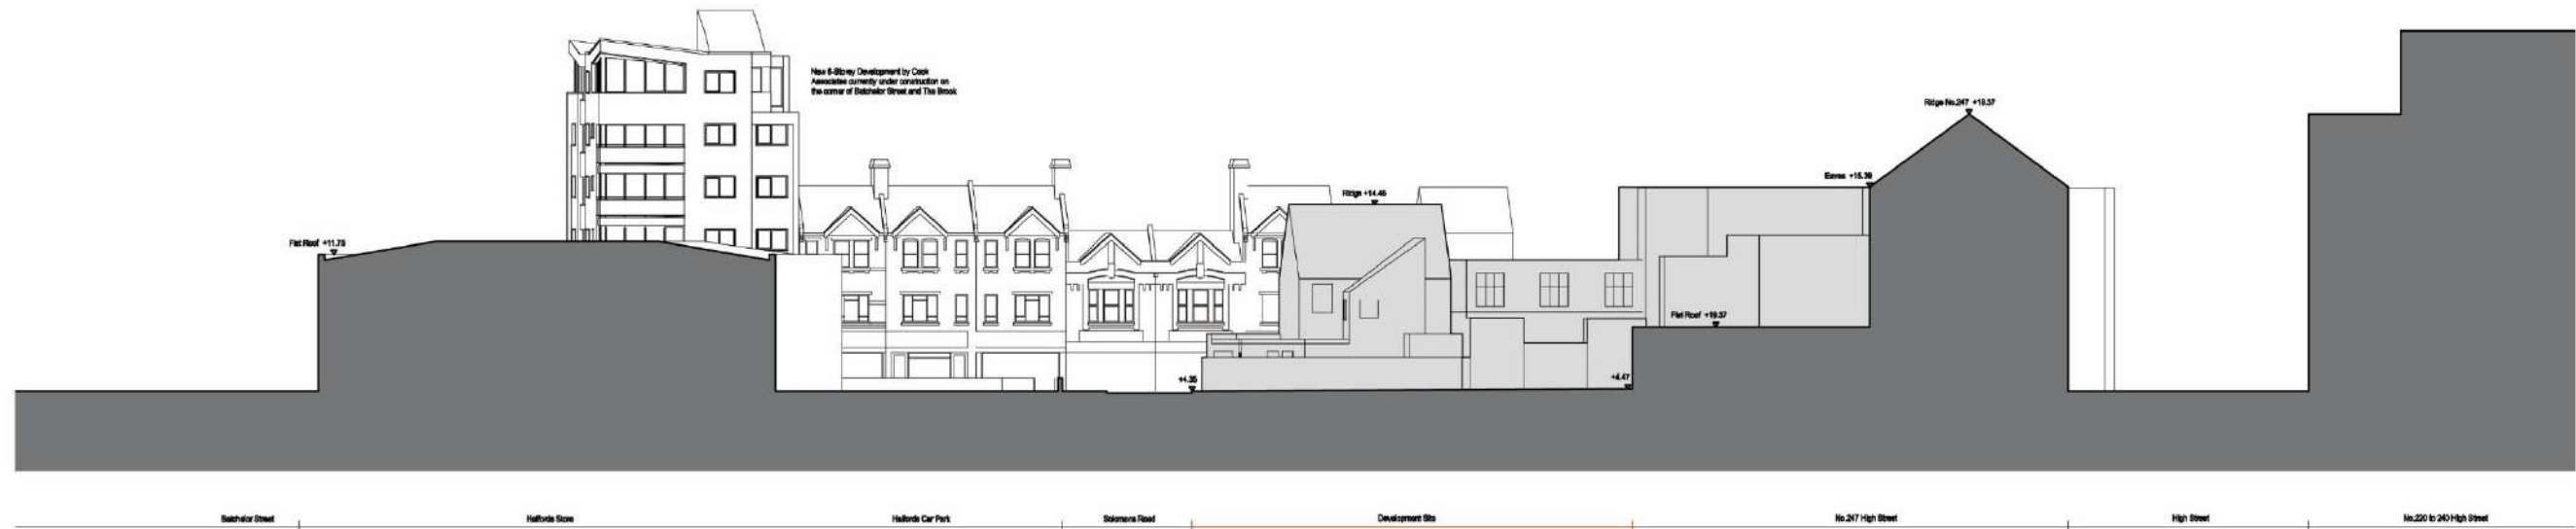 New 6-Storey Development by Cook
Associates currently under construction on
the corner of Batchelor Street and The Brook
Ridge No.247 +19.37
Eaves +15.39
Ridge +14.46
Flat Roof +11.75
Flat Roof +19.37
+4.35
+4.47
Batchelor Street
Halfords Store
Halfords Car Park
Solomons Road
Development Site
No.247 High Street
High Street
No.220 to 240 High Street